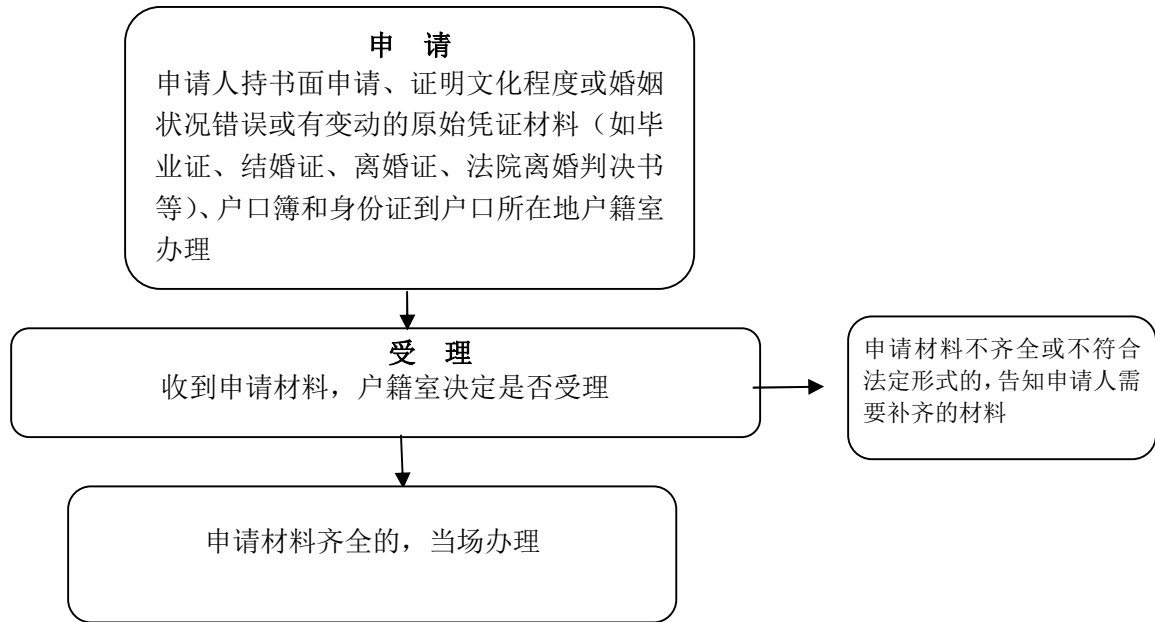 申 请
申请人持书面申请、证明文化程度或婚姻
状况错误或有变动的原始凭证材料（如毕
业证、结婚证、离婚证、法院离婚判决书
等）、户口簿和身份证到户口所在地户籍室
办理
受 理
收到申请材料，户籍室决定是否受理
申请材料不齐全或不符合
法定形式的，告知申请人需
要补齐的材料
申请材料齐全的，当场办理